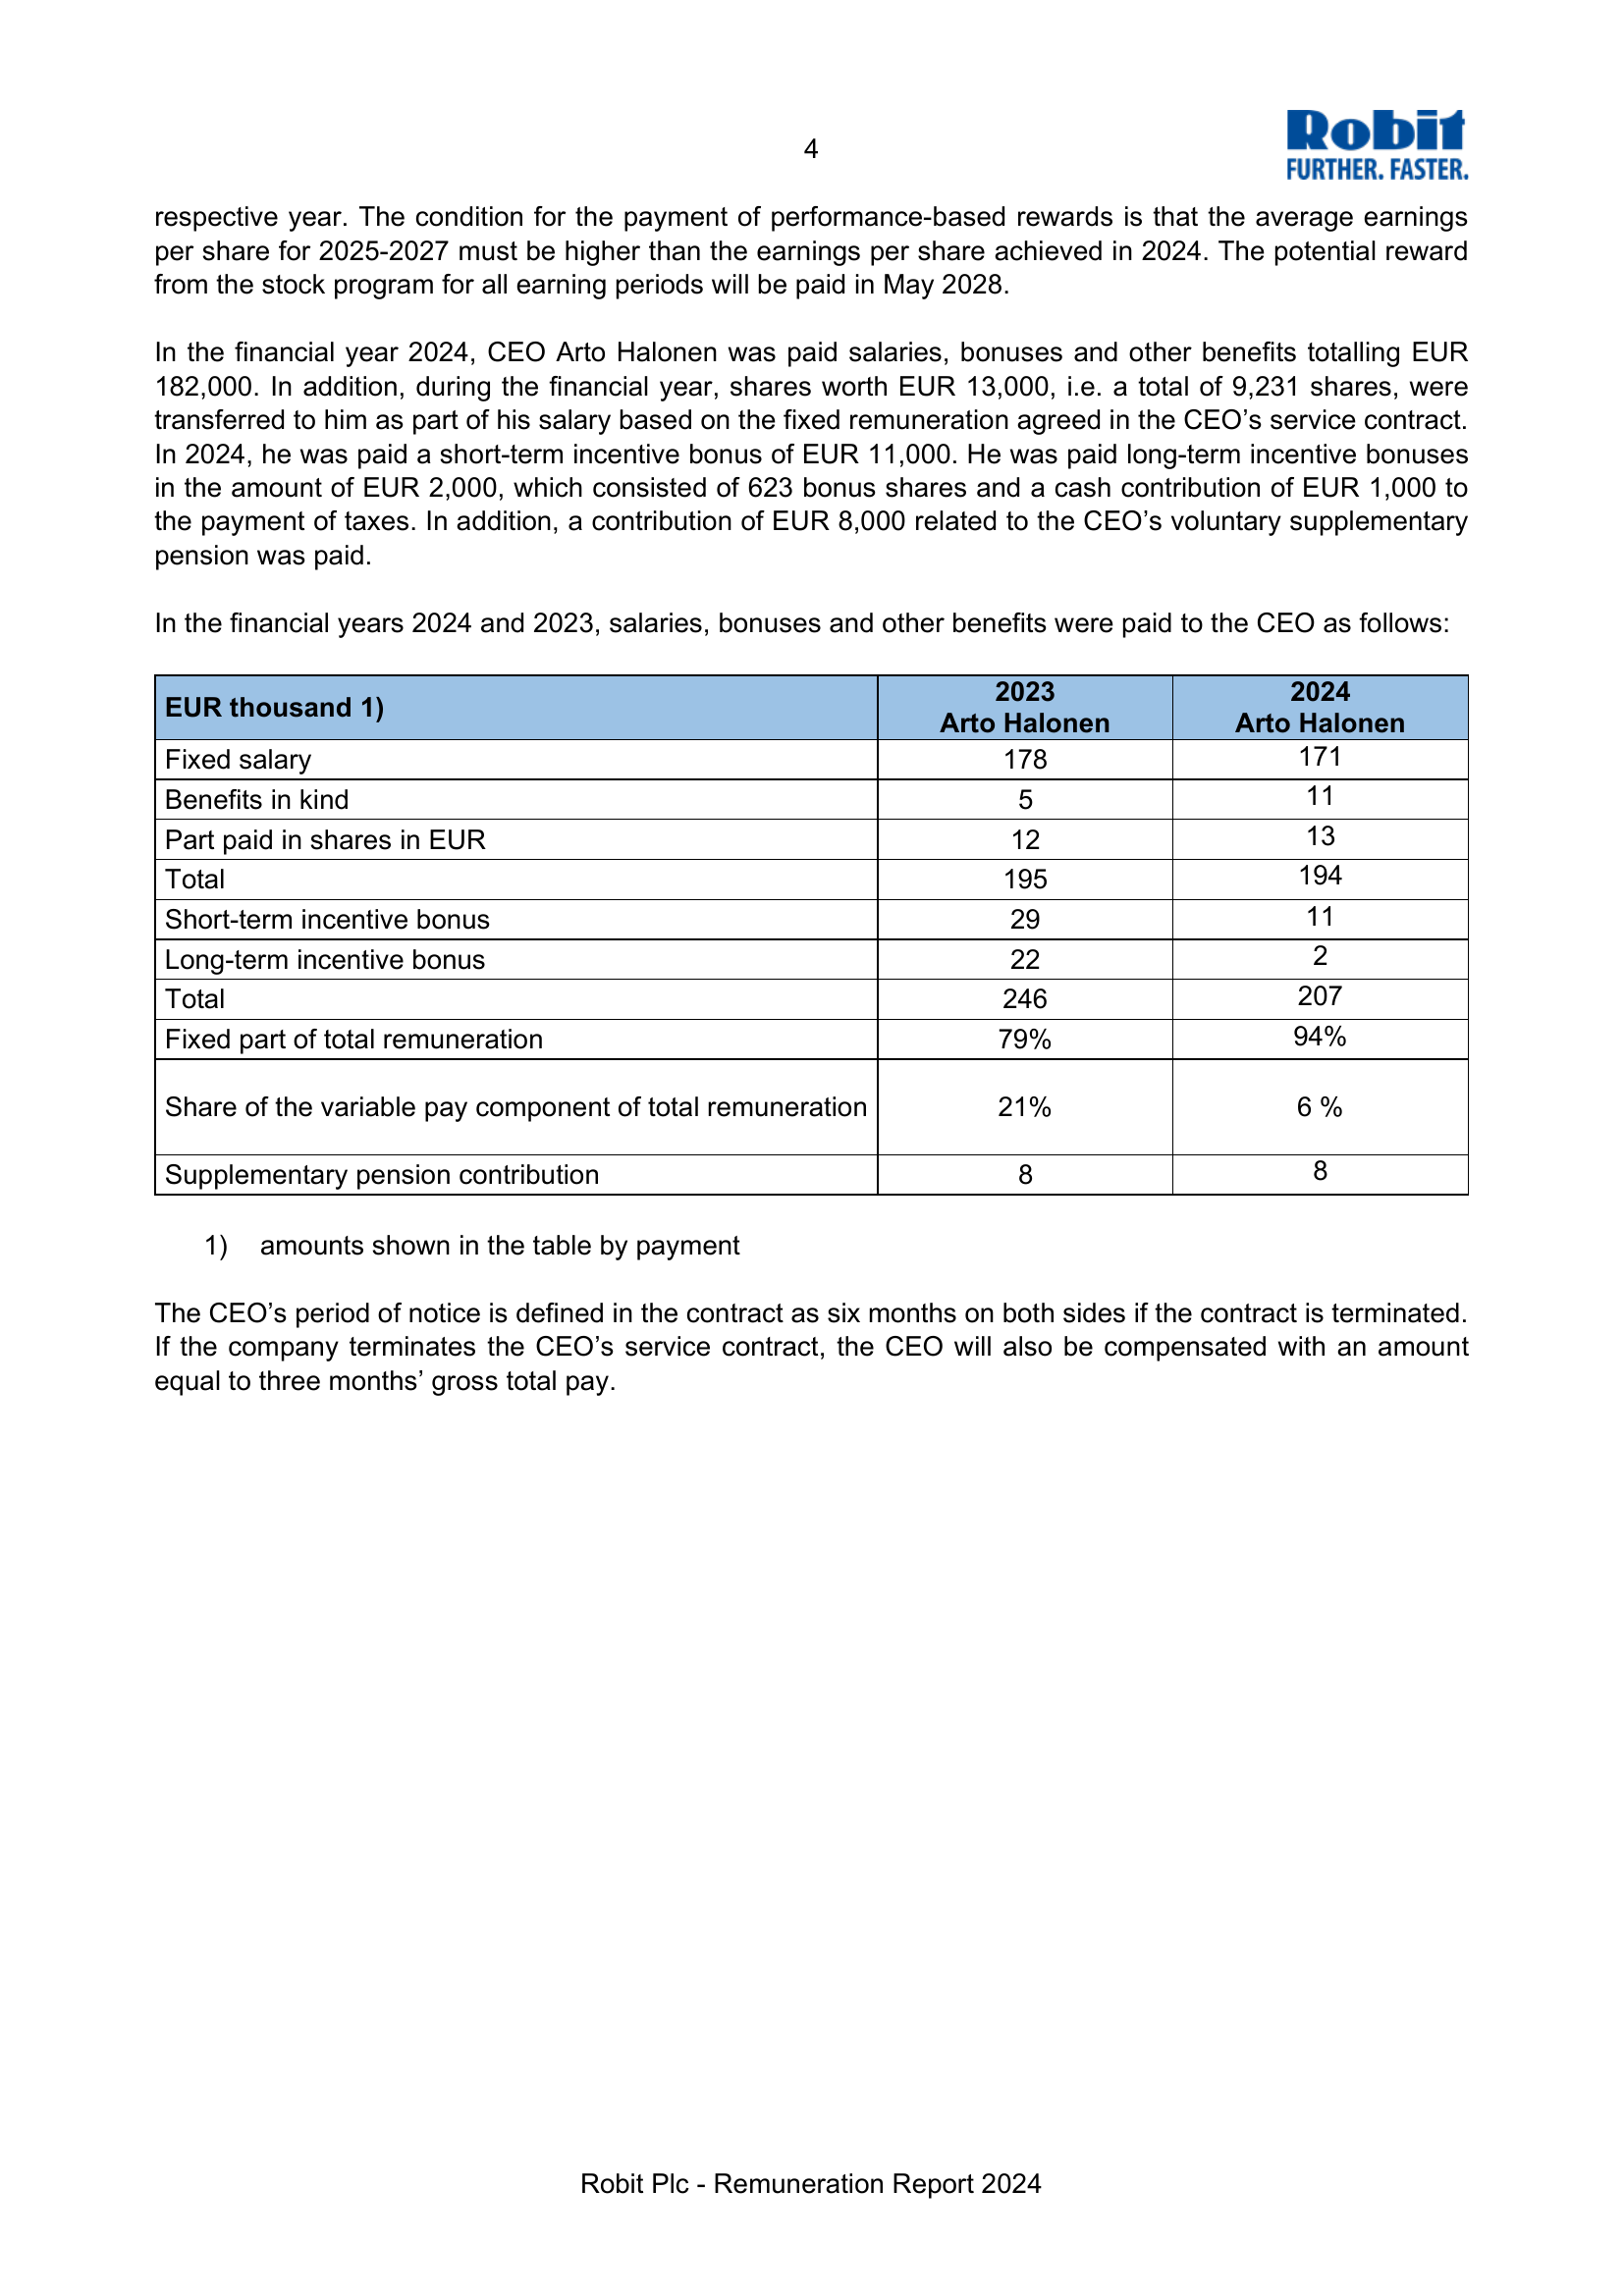 4
Robit
FURTHER. FASTER.
respective year. The condition for the payment of performance-based rewards is that the average earnings
per share for 2025-2027 must be higher than the earnings per share achieved in 2024. The potential reward
from the stock program for all earning periods will be paid in May 2028.
In the financial year 2024, CEO Arto Halonen was paid salaries, bonuses and other benefits totalling EUR
182,000. In addition, during the financial year, shares worth EUR 13,000, i.e. a total of 9,231 shares, were
transferred to him as part of his salary based on the fixed remuneration agreed in the CEO’s service contract.
In 2024, he was paid a short-term incentive bonus of EUR 11,000. He was paid long-term incentive bonuses
in the amount of EUR 2,000, which consisted of 623 bonus shares and a cash contribution of EUR 1,000 to
the payment of taxes. In addition, a contribution of EUR 8,000 related to the CEO’s voluntary supplementary
pension was paid.
In the financial years 2024 and 2023, salaries, bonuses and other benefits were paid to the CEO as follows:
EUR thousand 1) 2023 Arto Halonen 2024 Arto Halonen
Fixed salary 178 171
Benefits in kind 5 11
Part paid in shares in EUR 12 13
Total 195 194
Short-term incentive bonus 29 11
Long-term incentive bonus 22 2
Total 246 207
Fixed part of total remuneration 79% 94%
Share of the variable pay component of total remuneration 21% 6 %
Supplementary pension contribution 8 8
1) amounts shown in the table by payment
The CEO’s period of notice is defined in the contract as six months on both sides if the contract is terminated.
If the company terminates the CEO’s service contract, the CEO will also be compensated with an amount
equal to three months’ gross total pay.
Robit Plc - Remuneration Report 2024